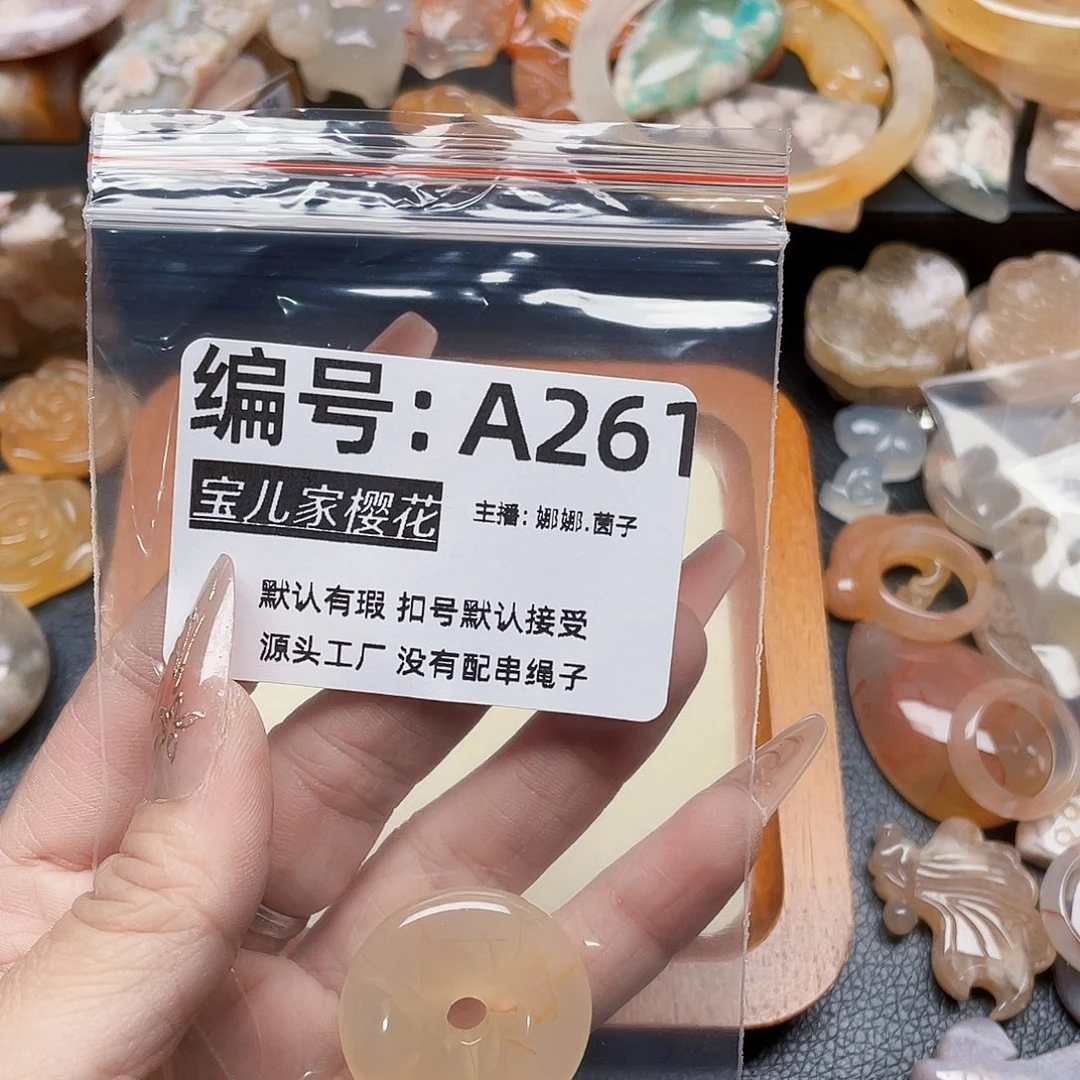 编号：A261
宝儿家樱花
主播：娜娜.茵子
默认有瑕 扣号默认接受
源头工厂 没有配串绳子